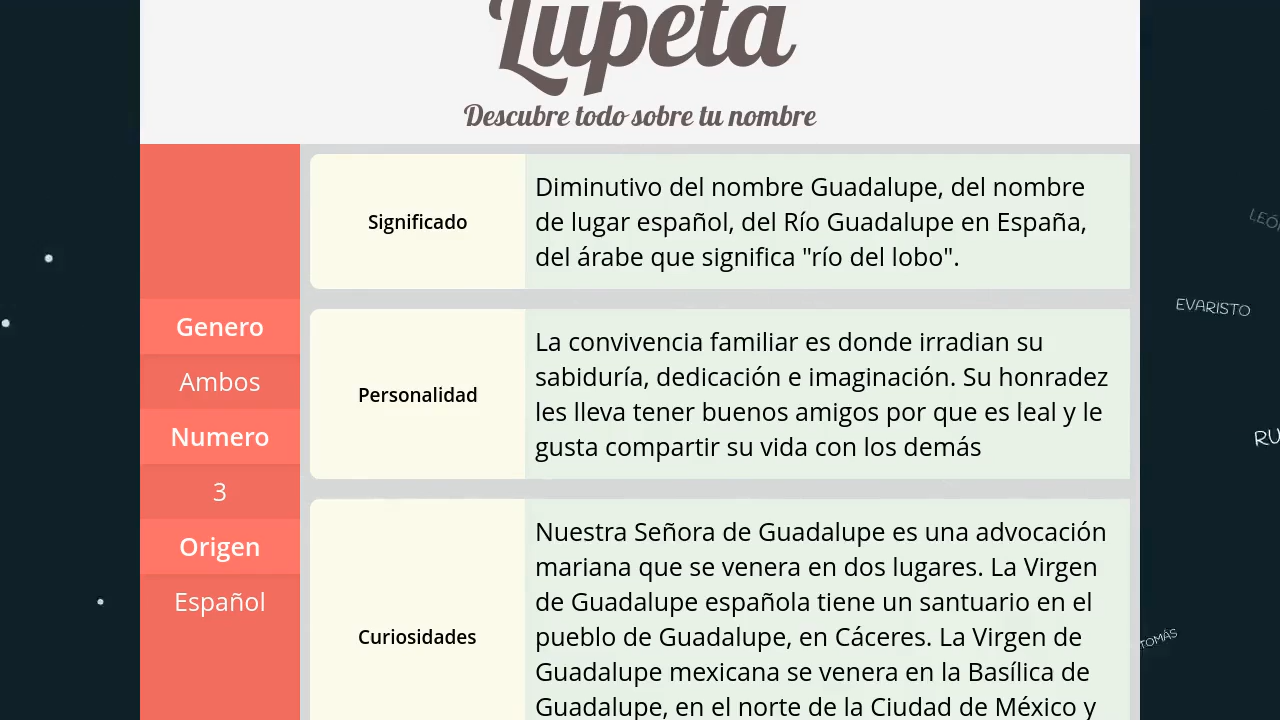 Lupeta
Descubre todo sobre tu nombre
Genero
Ambos
Numero
3
Origen
Español
Significado
Diminutivo del nombre Guadalupe, del nombre
de lugar español, del Río Guadalupe en España,
del árabe que significa "río del lobo".
Personalidad
La convivencia familiar es donde irradian su
sabiduría, dedicación e imaginación. Su honradez
les lleva tener buenos amigos por que es leal y le
gusta compartir su vida con los demás
Curiosidades
Nuestra Señora de Guadalupe es una advocación
mariana que se venera en dos lugares. La Virgen
de Guadalupe española tiene un santuario en el
pueblo de Guadalupe, en Cáceres. La Virgen de
Guadalupe mexicana se venera en la Basílica de
Guadalupe, en el norte de la Ciudad de México y
EVARISTO
TOMÁS